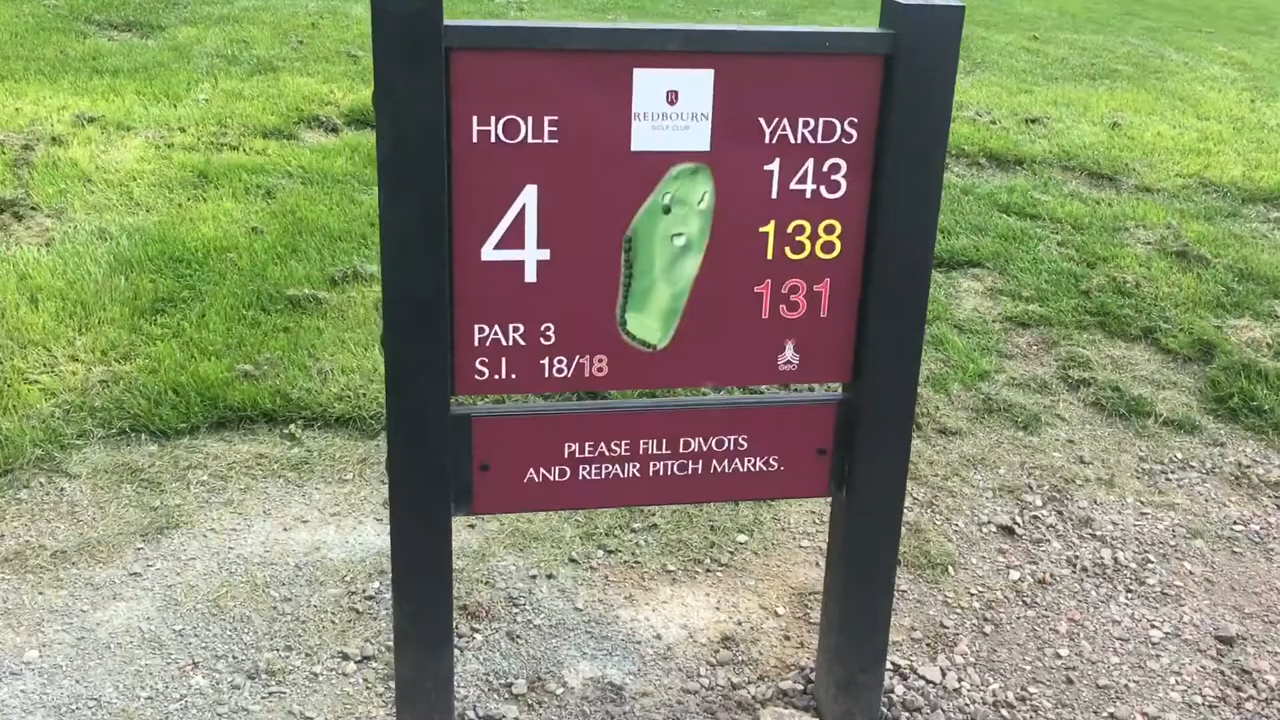 R
REDBOURN
GOLF CLUB
HOLE
4
PAR 3
S.I. 18/18
YARDS
143
138
131
GEO
PLEASE FILL DIVOTS
AND REPAIR PITCH MARKS.